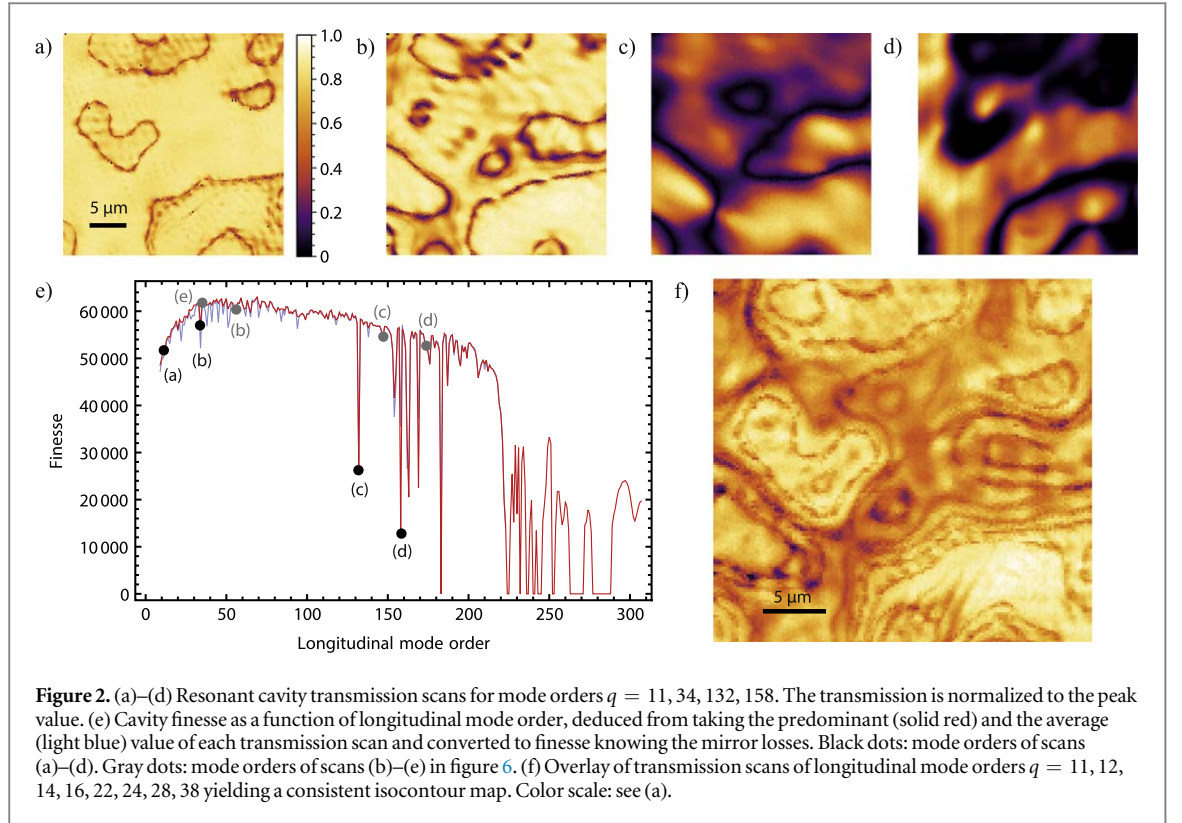 a)
1.0
0.8
0.6
0.4
0.2
0
5 µm
b)
c)
d)
e)
60 000
50 000
40 000
30 000
20 000
10 000
0
Finesse
0 50 100 150 200 250 300
Longitudinal mode order
(e)
(b)
(c)
(d)
(a)
(b)
(c)
(d)
f)
5 µm
Figure 2. (a)–(d) Resonant cavity transmission scans for mode orders q = 11, 34, 132, 158. The transmission is normalized to the peak
value. (e) Cavity finesse as a function of longitudinal mode order, deduced from taking the predominant (solid red) and the average
(light blue) value of each transmission scan and converted to finesse knowing the mirror losses. Black dots: mode orders of scans
(a)–(d). Gray dots: mode orders of scans (b)–(e) in figure 6. (f) Overlay of transmission scans of longitudinal mode orders q = 11, 12,
14, 16, 22, 24, 28, 38 yielding a consistent isocontour map. Color scale: see (a).